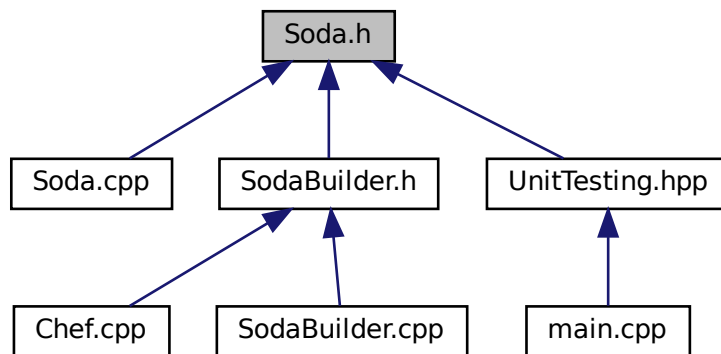 Soda.h
Soda.cpp
SodaBuilder.h
UnitTesting.hpp
Chef.cpp
SodaBuilder.cpp
main.cpp